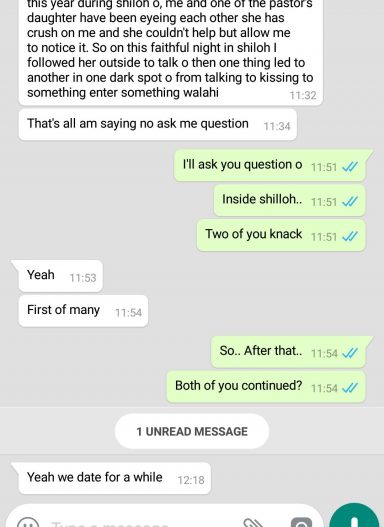 this year during shiloh o, me and one of the pastor's
daughter have been eyeing each other she has
crush on me and she couldn't help but allow me
to notice it. So on this faithful night in shiloh I
followed her outside to talk o then one thing led to
another in one dark spot o from talking to kissing to
something enter something walahi
11:32
That's all am saying no ask me question 11:34
I'll ask you question o 11:51
Inside shilloh.. 11:51
Two of you knack 11:51
Yeah 11:53
First of many 11:54
So.. After that.. 11:54
Both of you continued? 11:54
1 UNREAD MESSAGE
Yeah we date for a while 12:18
Type a message